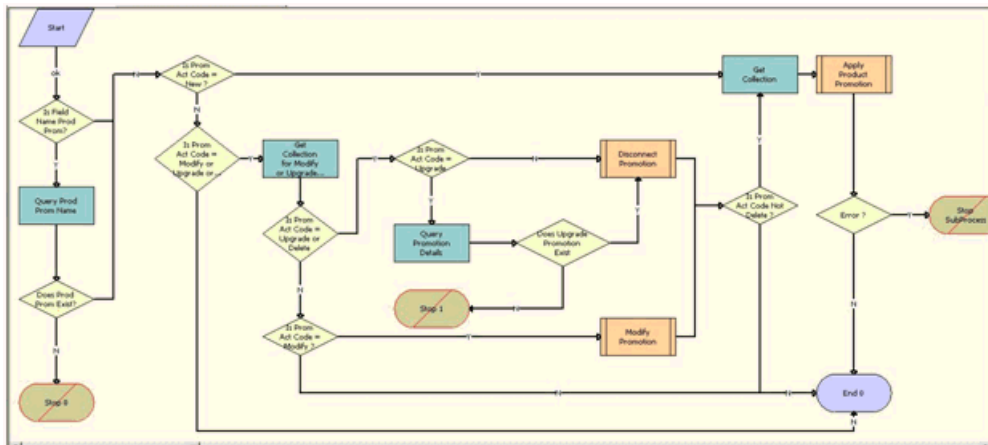 Start
ok
Is Field
Name Prod
Prom?
Y
Query Prod
Prom Name
Does Prod
Prom Exist?
N
Stop 0
N
Is Prom
Act Code =
New ?
Y
N
Is Prom
Act Code =
Modify or
Upgrade or...
Y
N
Get
Collection
for Modify
or Upgrade...
Is Prom
Act Code =
Upgrade or
Delete
Y
N
Is Prom
Act Code =
Modify ?
Y
N
Is Prom
Act Code =
Upgrade
N
Y
Query
Promotion
Details
Does Upgrade
Promotion
Exist
Y
N
Stop 1
Disconnect
Promotion
Modify
Promotion
Is Prom
Act Code Not
Delete ?
Y
N
Get
Collection
Apply
Product
Promotion
Error ?
Y
N
Stop
SubProcess
End 0